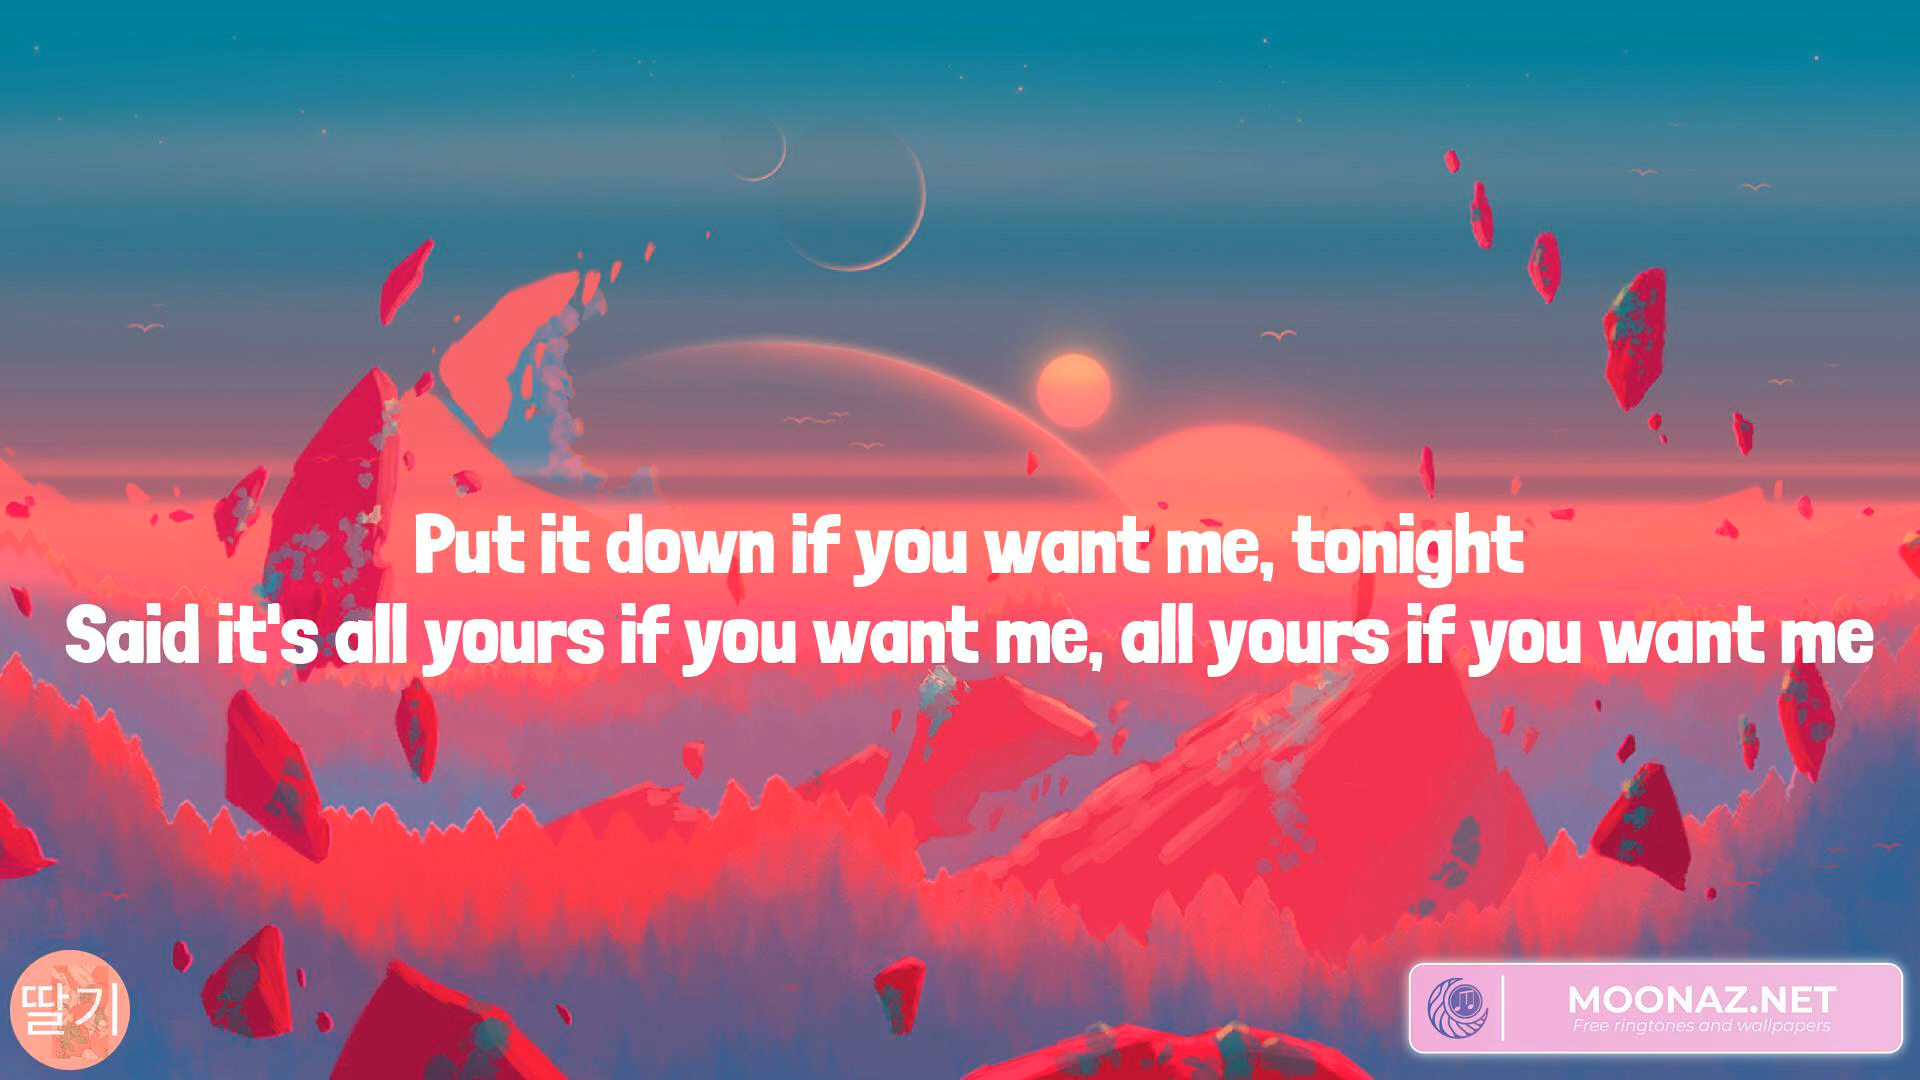 Put it down if you want me, tonight
Said it's all yours if you want me, all yours if you want me
딸기
MOONAZ.NET
Free ringtones and wallpapers